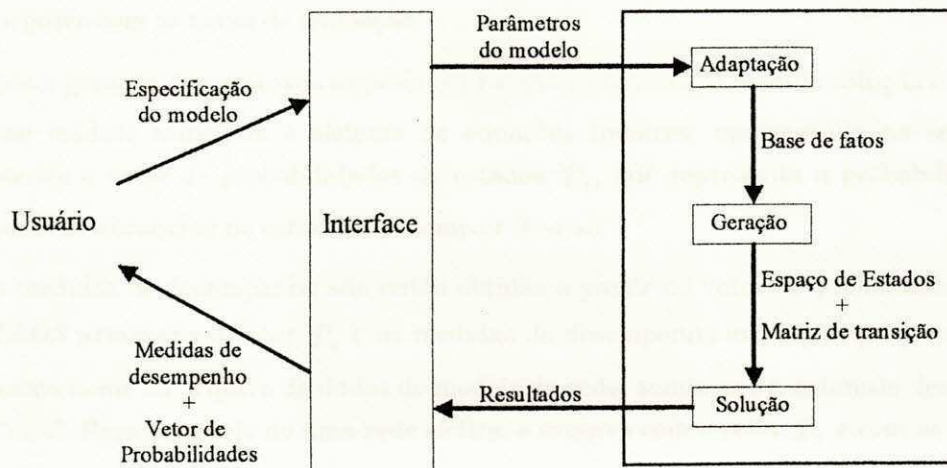 Parâmetros
do modelo
Adaptação
Especificação
do modelo
Base de fatos
Usuário
Interface
Geração
Espaço de Estados
+
Matriz de transição
Medidas de
desempenho
+
Vetor de
Probabilidades
Resultados
Solução